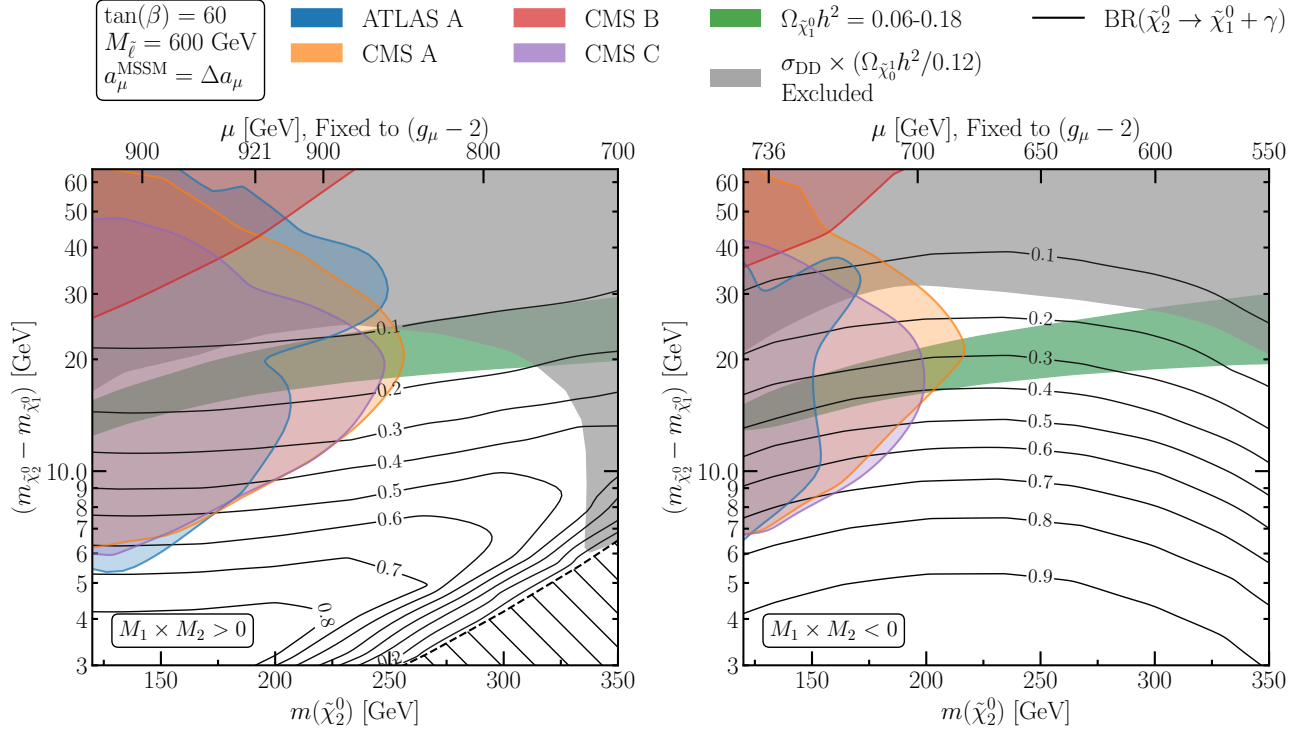 tan(β) = 60
M_ℓ̃ = 600 GeV
a_μ^MSSM = Δa_μ
ATLAS A
CMS A
CMS B
CMS C
Ω_χ̃₁⁰ h² = 0.06-0.18
σ_DD × (Ω_χ̃₀¹ h²/0.12)
Excluded
BR(χ̃₂⁰ → χ̃₁⁰ + γ)
μ [GeV], Fixed to (g_μ − 2)
900 921 900 800 700
60
50
40
30
20
10.0
9
8
7
6
5
4
3
(m_χ̃₂⁰ − m_χ̃₁⁰) [GeV]
0.1
0.2
0.3
0.4
0.5
0.6
0.7
0.8
0.2
M₁ × M₂ > 0
150 200 250 300 350
m(χ̃₂⁰) [GeV]
μ [GeV], Fixed to (g_μ − 2)
736 700 650 600 550
60
50
40
30
20
10.0
9
8
7
6
5
4
3
(m_χ̃₂⁰ − m_χ̃₁⁰) [GeV]
0.1
0.2
0.3
0.4
0.5
0.6
0.7
0.8
0.9
M₁ × M₂ < 0
150 200 250 300 350
m(χ̃₂⁰) [GeV]